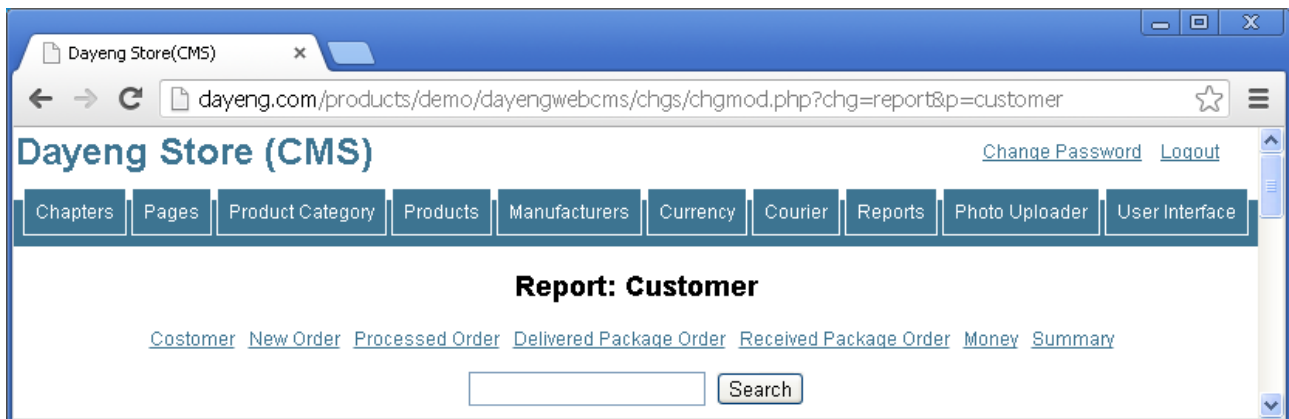 Dayeng Store(CMS)
dayeng.com/products/demo/dayengwebcms/chgs/chgmod.php?chg=report&p=customer
Dayeng Store (CMS)
Change Password Logout
Chapters Pages Product Category Products Manufacturers Currency Courier Reports Photo Uploader User Interface
Report: Customer
Costomer New Order Processed Order Delivered Package Order Received Package Order Money Summary
Search